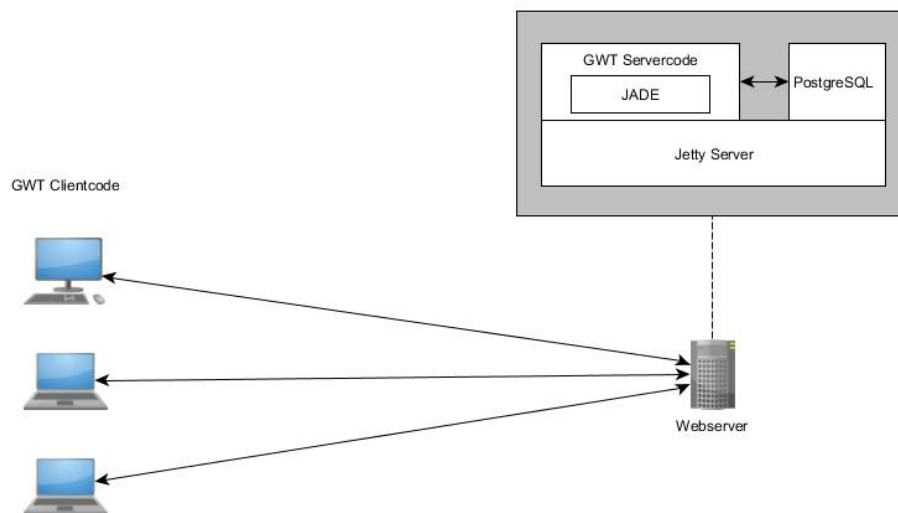 GWT Servercode
JADE
PostgreSQL
Jetty Server
GWT Clientcode
Webserver